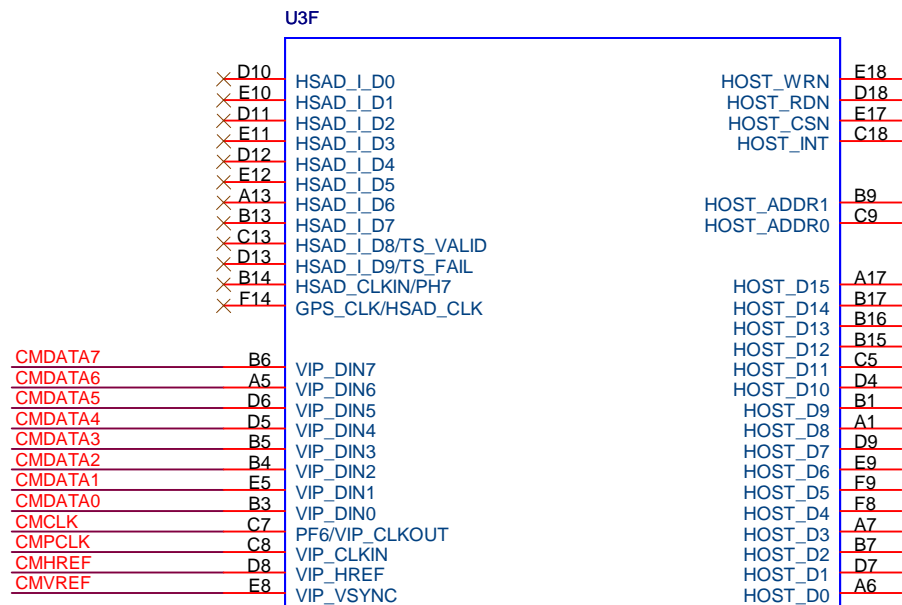 U3F
D10 HSAD_I_D0 HOST_WRN E18
E10 HSAD_I_D1 HOST_RDN D18
D11 HSAD_I_D2 HOST_CSN E17
E11 HSAD_I_D3 HOST_INT C18
D12 HSAD_I_D4
E12 HSAD_I_D5
A13 HSAD_I_D6 HOST_ADDR1 B9
B13 HSAD_I_D7 HOST_ADDR0 C9
C13 HSAD_I_D8/TS_VALID
D13 HSAD_I_D9/TS_FAIL
B14 HSAD_CLKIN/PH7 HOST_D15 A17
F14 GPS_CLK/HSAD_CLK HOST_D14 B17
HOST_D13 B16
HOST_D12 B15
CMDATA7 B6 VIP_DIN7 HOST_D11 C5
CMDATA6 A5 VIP_DIN6 HOST_D10 D4
CMDATA5 D6 VIP_DIN5 HOST_D9 B1
CMDATA4 D5 VIP_DIN4 HOST_D8 A1
CMDATA3 B5 VIP_DIN3 HOST_D7 D9
CMDATA2 B4 VIP_DIN2 HOST_D6 E9
CMDATA1 E5 VIP_DIN1 HOST_D5 F9
CMDATA0 B3 VIP_DIN0 HOST_D4 F8
CMCLK C7 PF6/VIP_CLKOUT HOST_D3 A7
CMPCLK C8 VIP_CLKIN HOST_D2 B7
CMHREF D8 VIP_HREF HOST_D1 D7
CMVREF E8 VIP_VSYNC HOST_D0 A6